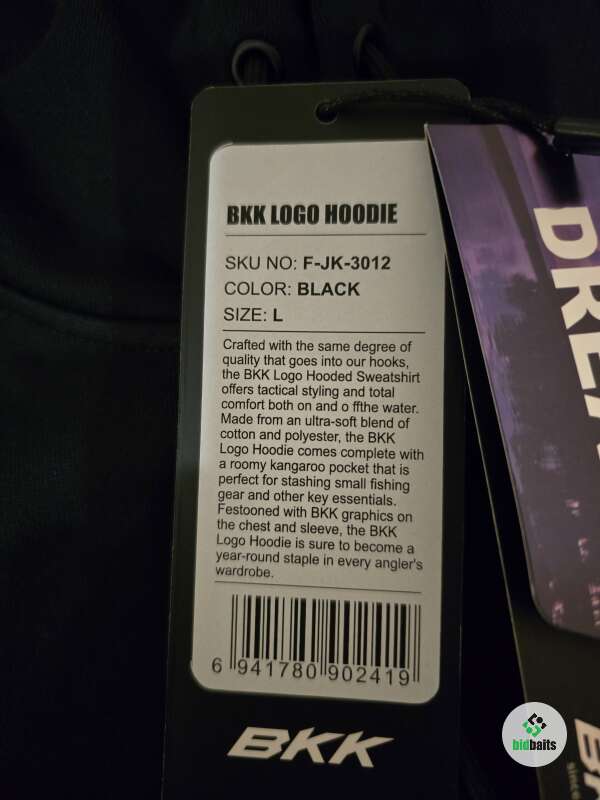 BKK LOGO HOODIE
SKU NO: F-JK-3012
COLOR: BLACK
SIZE: L
Crafted with the same degree of
quality that goes into our hooks,
the BKK Logo Hooded Sweatshirt
offers tactical styling and total
comfort both on and o ffthe water.
Made from an ultra-soft blend of
cotton and polyester, the BKK
Logo Hoodie comes complete with
a roomy kangaroo pocket that is
perfect for stashing small fishing
gear and other key essentials.
Festooned with BKK graphics on
the chest and sleeve, the BKK
Logo Hoodie is sure to become a
year-round staple in every angler's
wardrobe.
6 941780 902419
BKK
bidbaits
since